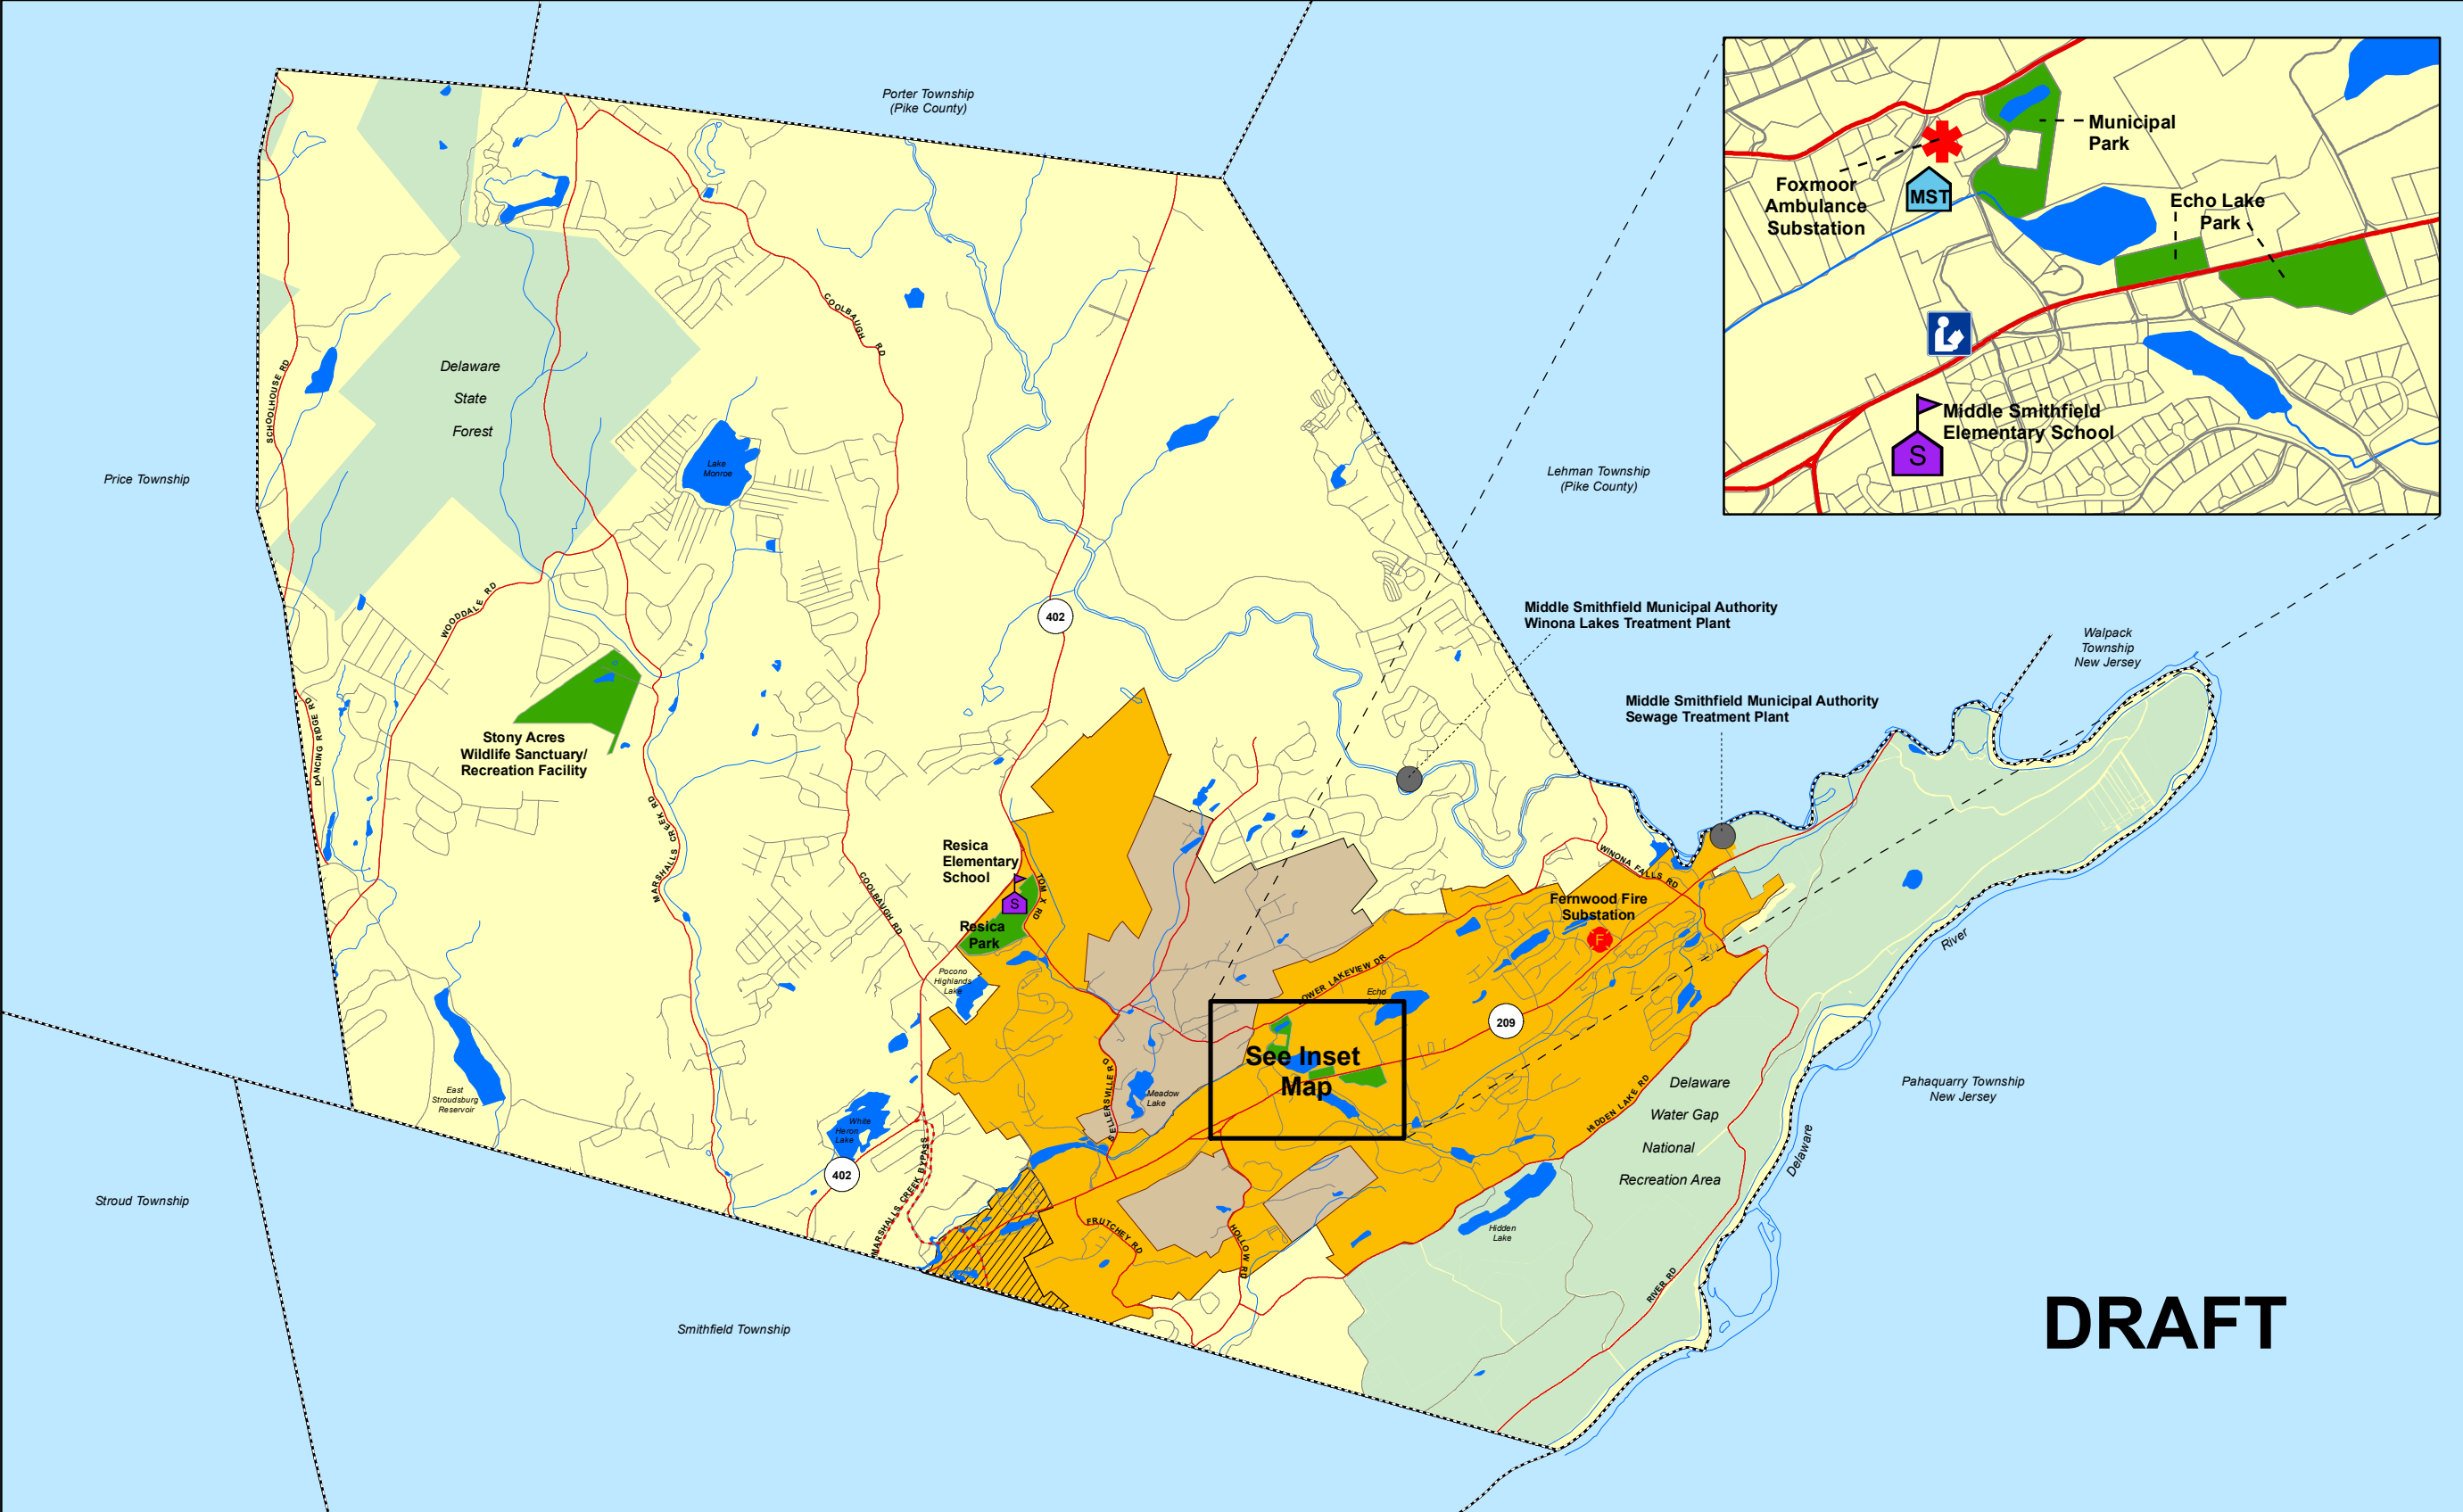 Porter Township
(Pike County)
Municipal
Park
Foxmoor
Ambulance
Substation
MST
Echo Lake
Park
Middle Smithfield
Elementary School
S
COOLBAUGH RD
SCHOOLHOUSE RD
Delaware
State
Forest
Price Township
Lake
Monroe
Lehman Township
(Pike County)
WOODDALE RD
402
Middle Smithfield Municipal Authority
Winona Lakes Treatment Plant
Walpack
Township
New Jersey
Middle Smithfield Municipal Authority
Sewage Treatment Plant
DANCING RIDGE RD
Stony Acres
Wildlife Sanctuary/
Recreation Facility
MARSHALLS CREEK RD
COOLBAUGH RD
Resica
Elementary
School
S
TOM X RD
Resica
Park
WINONA FALLS RD
Fernwood Fire
Substation
F
River
Pocono
Highlands
Lake
LOWER LAKEVIEW DR
Echo
209
See Inset
Map
East
Stroudsburg
Reservoir
White
Heron
Lake
Meadow
Lake
SELLERSVILLE RD
HIDDEN LAKE RD
Delaware
Water Gap
National
Recreation Area
Pahaquarry Township
New Jersey
Delaware
402
MARSHALLS CREEK BYPASS
Stroud Township
FRUTCHEY RD
HOLLOW RD
Hidden
Lake
RIVER RD
Smithfield Township
DRAFT